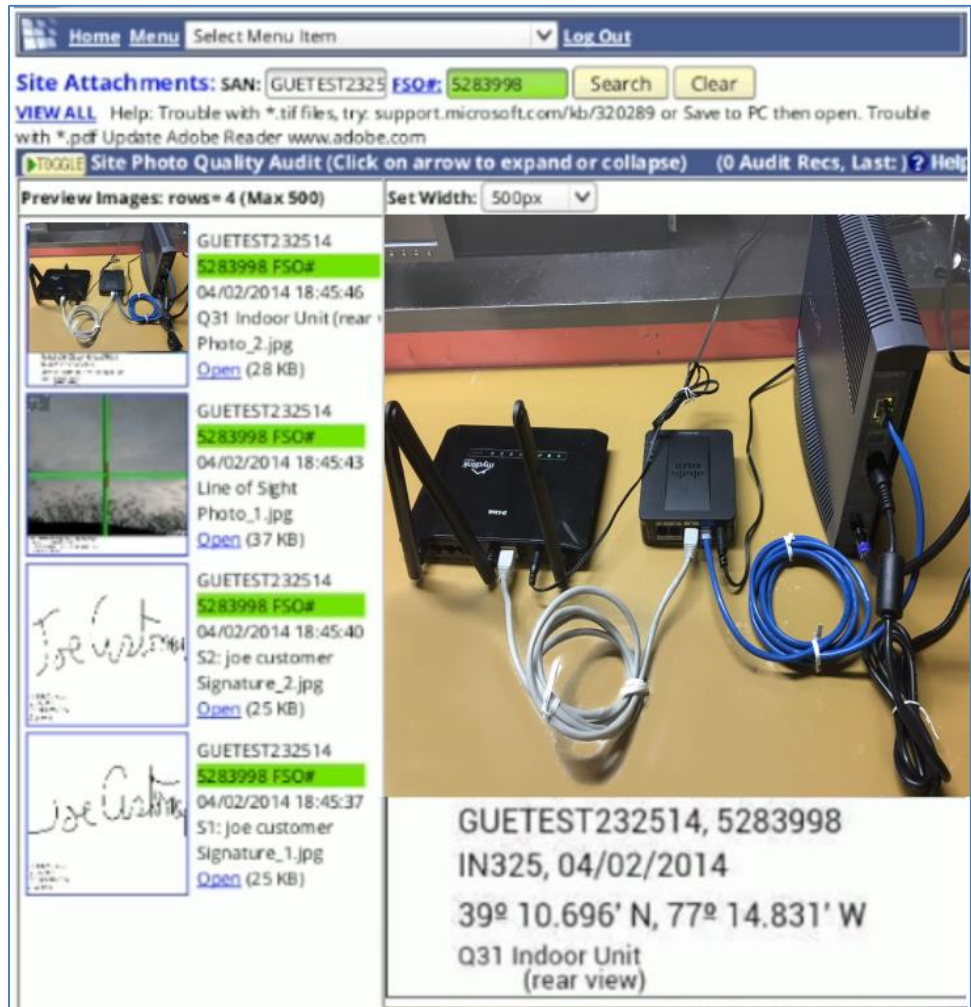 Home Menu Select Menu Item Log Out
Site Attachments: SAN: GUETEST2325 FSO#: 5283998 Search Clear
VIEW ALL Help: Trouble with *.tif files, try: support.microsoft.com/kb/320289 or Save to PC then open. Trouble
with *.pdf Update Adobe Reader www.adobe.com
TOGGLE Site Photo Quality Audit (Click on arrow to expand or collapse) (0 Audit Recs, Last: ) ? Help
Preview Images: rows= 4 (Max 500)
GUETEST232514
5283998 FSO#
04/02/2014 18:45:46
Q31 Indoor Unit (rear
Photo_2.jpg
Open (28 KB)
GUETEST232514
5283998 FSO#
04/02/2014 18:45:43
Line of Sight
Photo_1.jpg
Open (37 KB)
Joe Custom
GUETEST232514
5283998 FSO#
04/02/2014 18:45:40
S2: joe customer
Signature_2.jpg
Open (25 KB)
Joe Custom
GUETEST232514
5283998 FSO#
04/02/2014 18:45:37
S1: joe customer
Signature_1.jpg
Open (25 KB)
Set Width: 500px
mydlink
D-Link
GUETEST232514, 5283998
IN325, 04/02/2014
39º 10.696' N, 77º 14.831' W
Q31 Indoor Unit
(rear view)